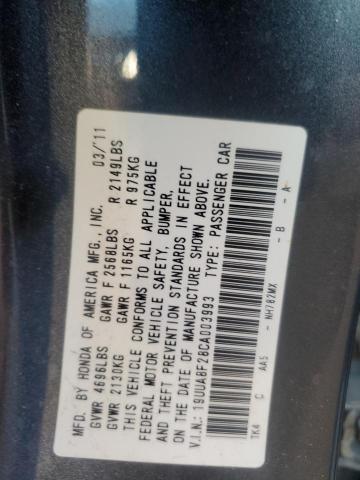 MFD. BY HONDA OF AMERICA MFG., INC. 03/'11
GVWR 4696LBS GAWR F 2568LBS R 2149LBS
GVWR 2130KG GAWR F 1165KG R 975KG
THIS VEHICLE CONFORMS TO ALL APPLICABLE
FEDERAL MOTOR VEHICLE SAFETY, BUMPER,
AND THEFT PREVENTION STANDARDS IN EFFECT
ON THE DATE OF MANUFACTURE SHOWN ABOVE.
V.I.N.: 19UUA8F28CA003993 TYPE: PASSENGER CAR
TK4 C AA5 - NH782MX - B - A-